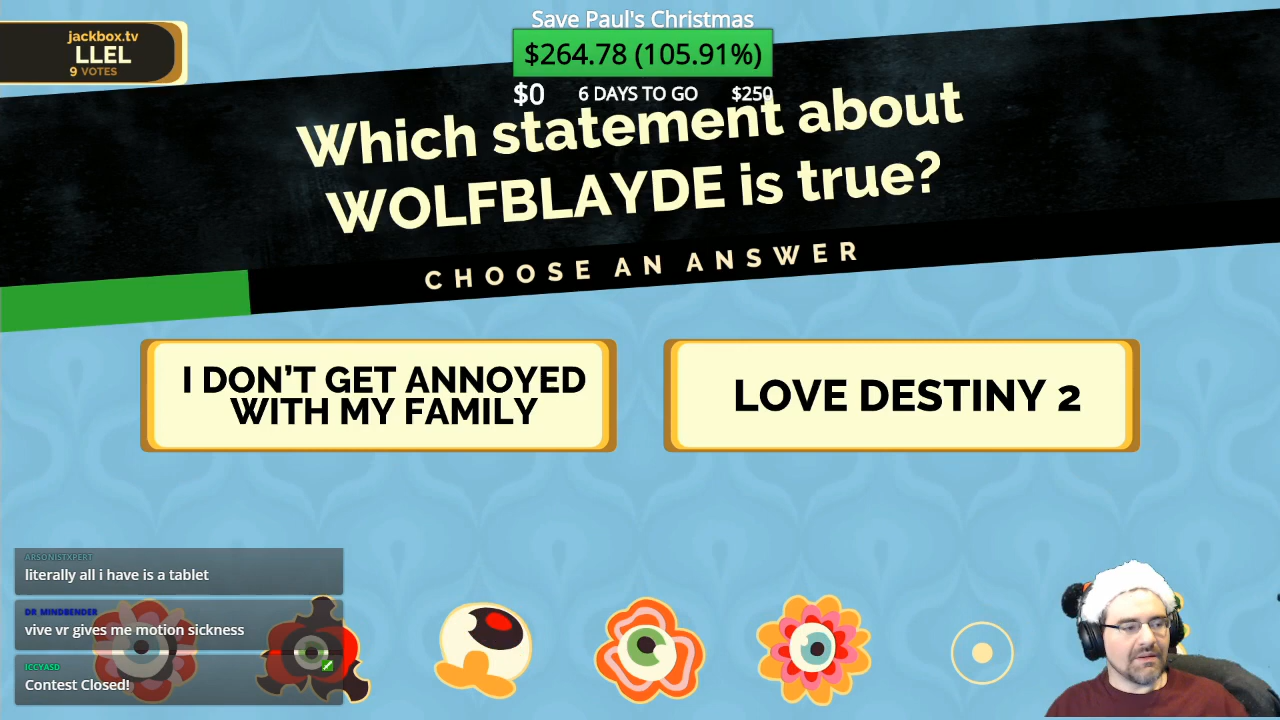 jackbox.tv
LLEL
9 VOTES
Save Paul's Christmas
$264.78 (105.91%)
$0 6 DAYS TO GO $250
Which statement about
WOLFBLAYDE is true?
CHOOSE AN ANSWER
I DON'T GET ANNOYED
WITH MY FAMILY
LOVE DESTINY 2
ARSONISTXPERT
literally all i have is a tablet
DR MINDBENDER
vive vr gives me motion sickness
ICCYASD
Contest Closed!